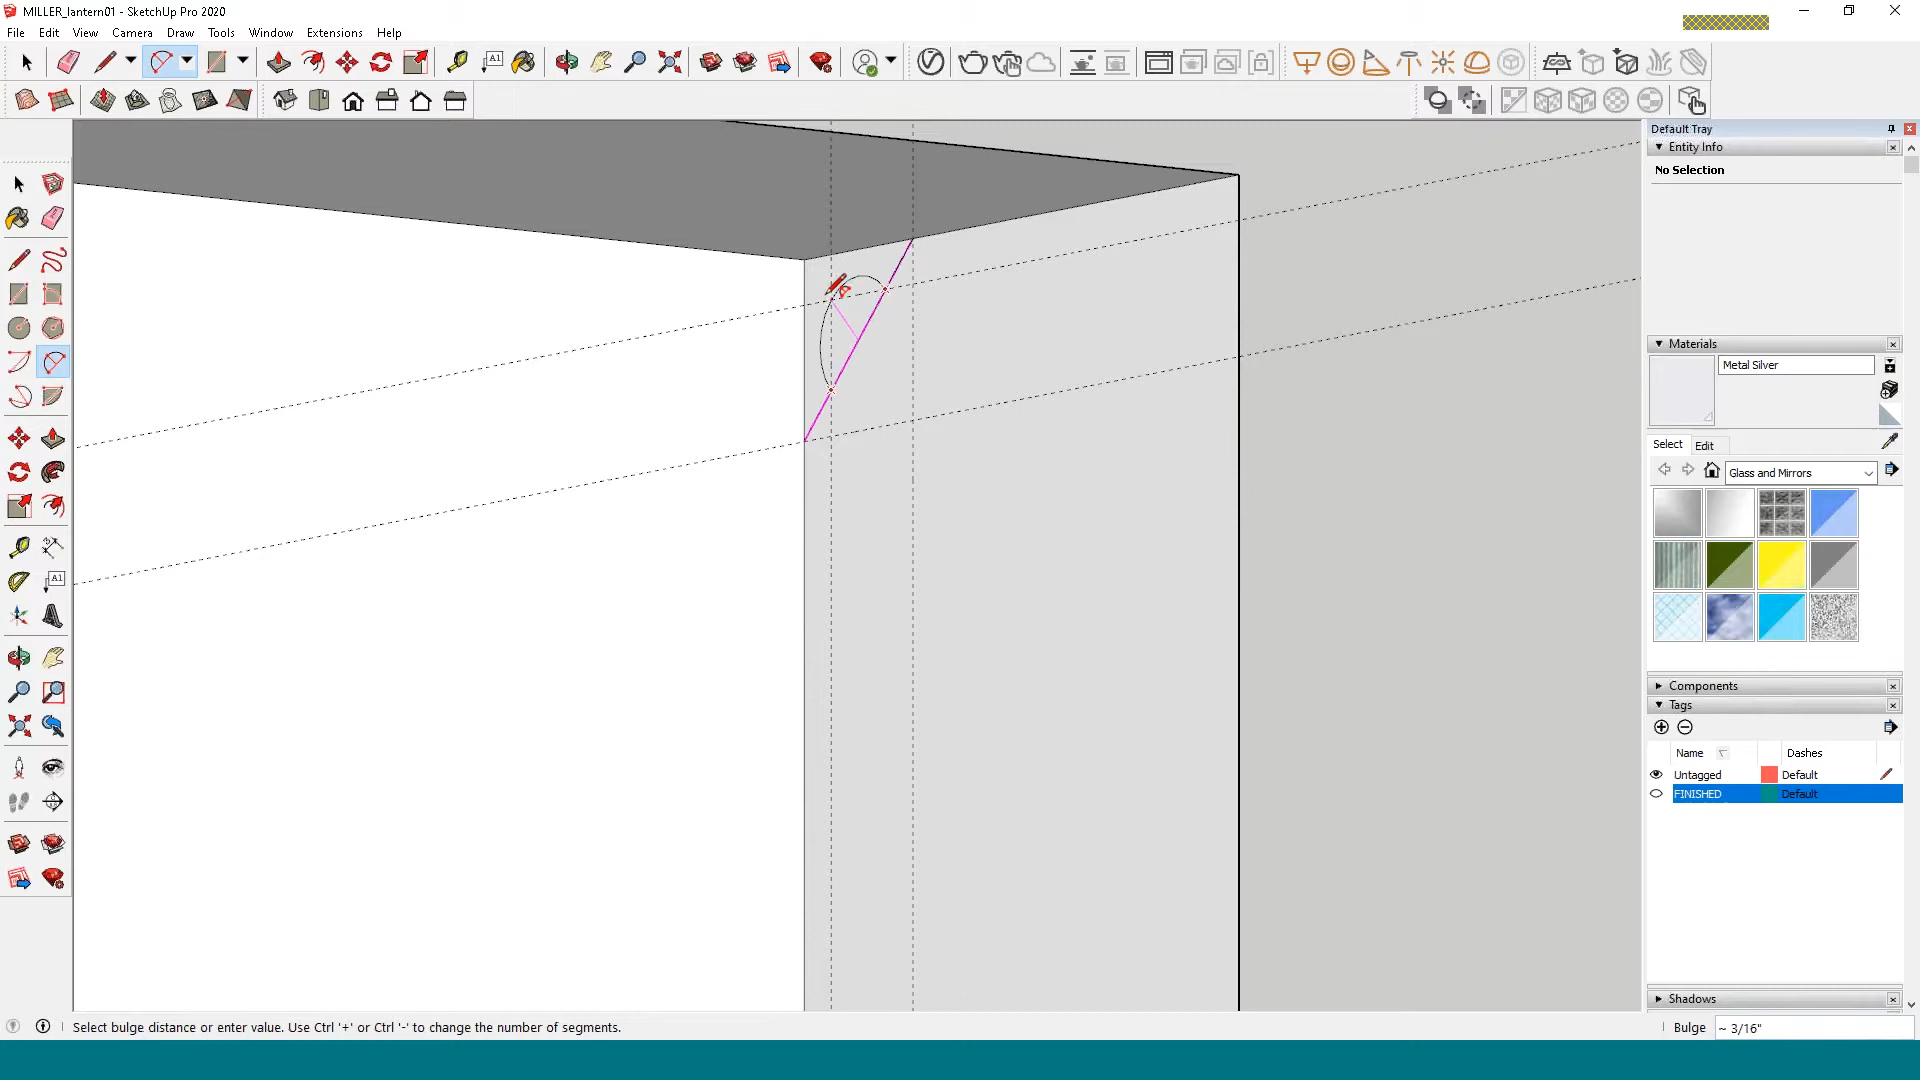 MILLER_lantern01 - SketchUp Pro 2020
File Edit View Camera Draw Tools Window Extensions Help
A1
Default Tray
Entity Info
No Selection
Materials
Metal Silver
Select Edit
Glass and Mirrors
A1
Components
Tags
Name Dashes
Untagged Default
FINISHED Default
Shadows
Select bulge distance or enter value. Use Ctrl '+' or Ctrl '-' to change the number of segments.
Bulge ~ 3/16"